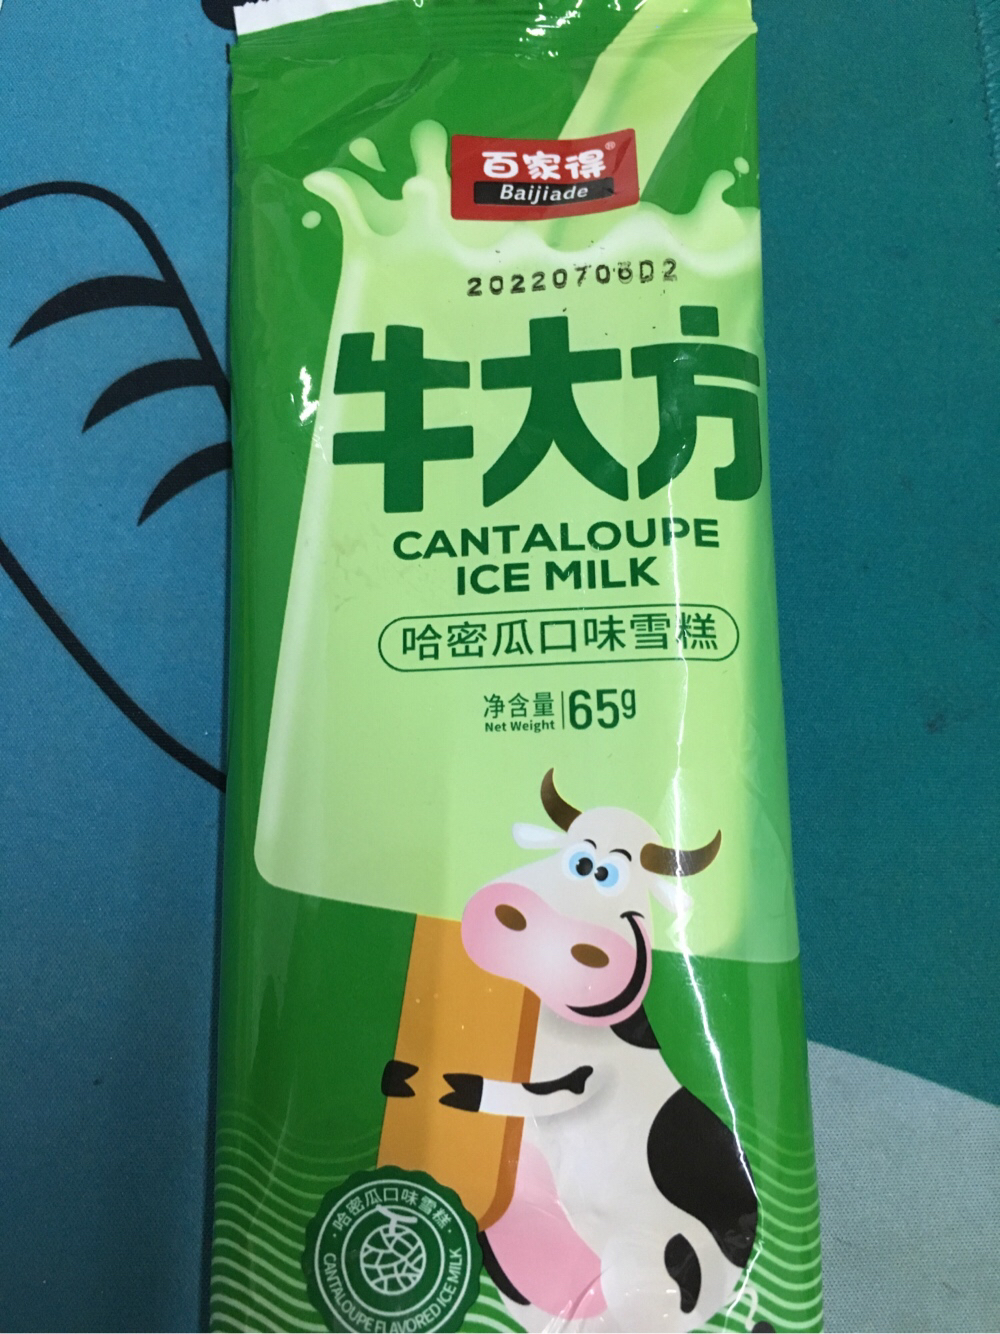 百家得®
Baijiade
20220706D2
牛大方
CANTALOUPE
ICE MILK
哈密瓜口味雪糕
净含量 65g
Net Weight
·哈密瓜口味雪糕·
CANTALOUPE FLAVORED ICE MILK